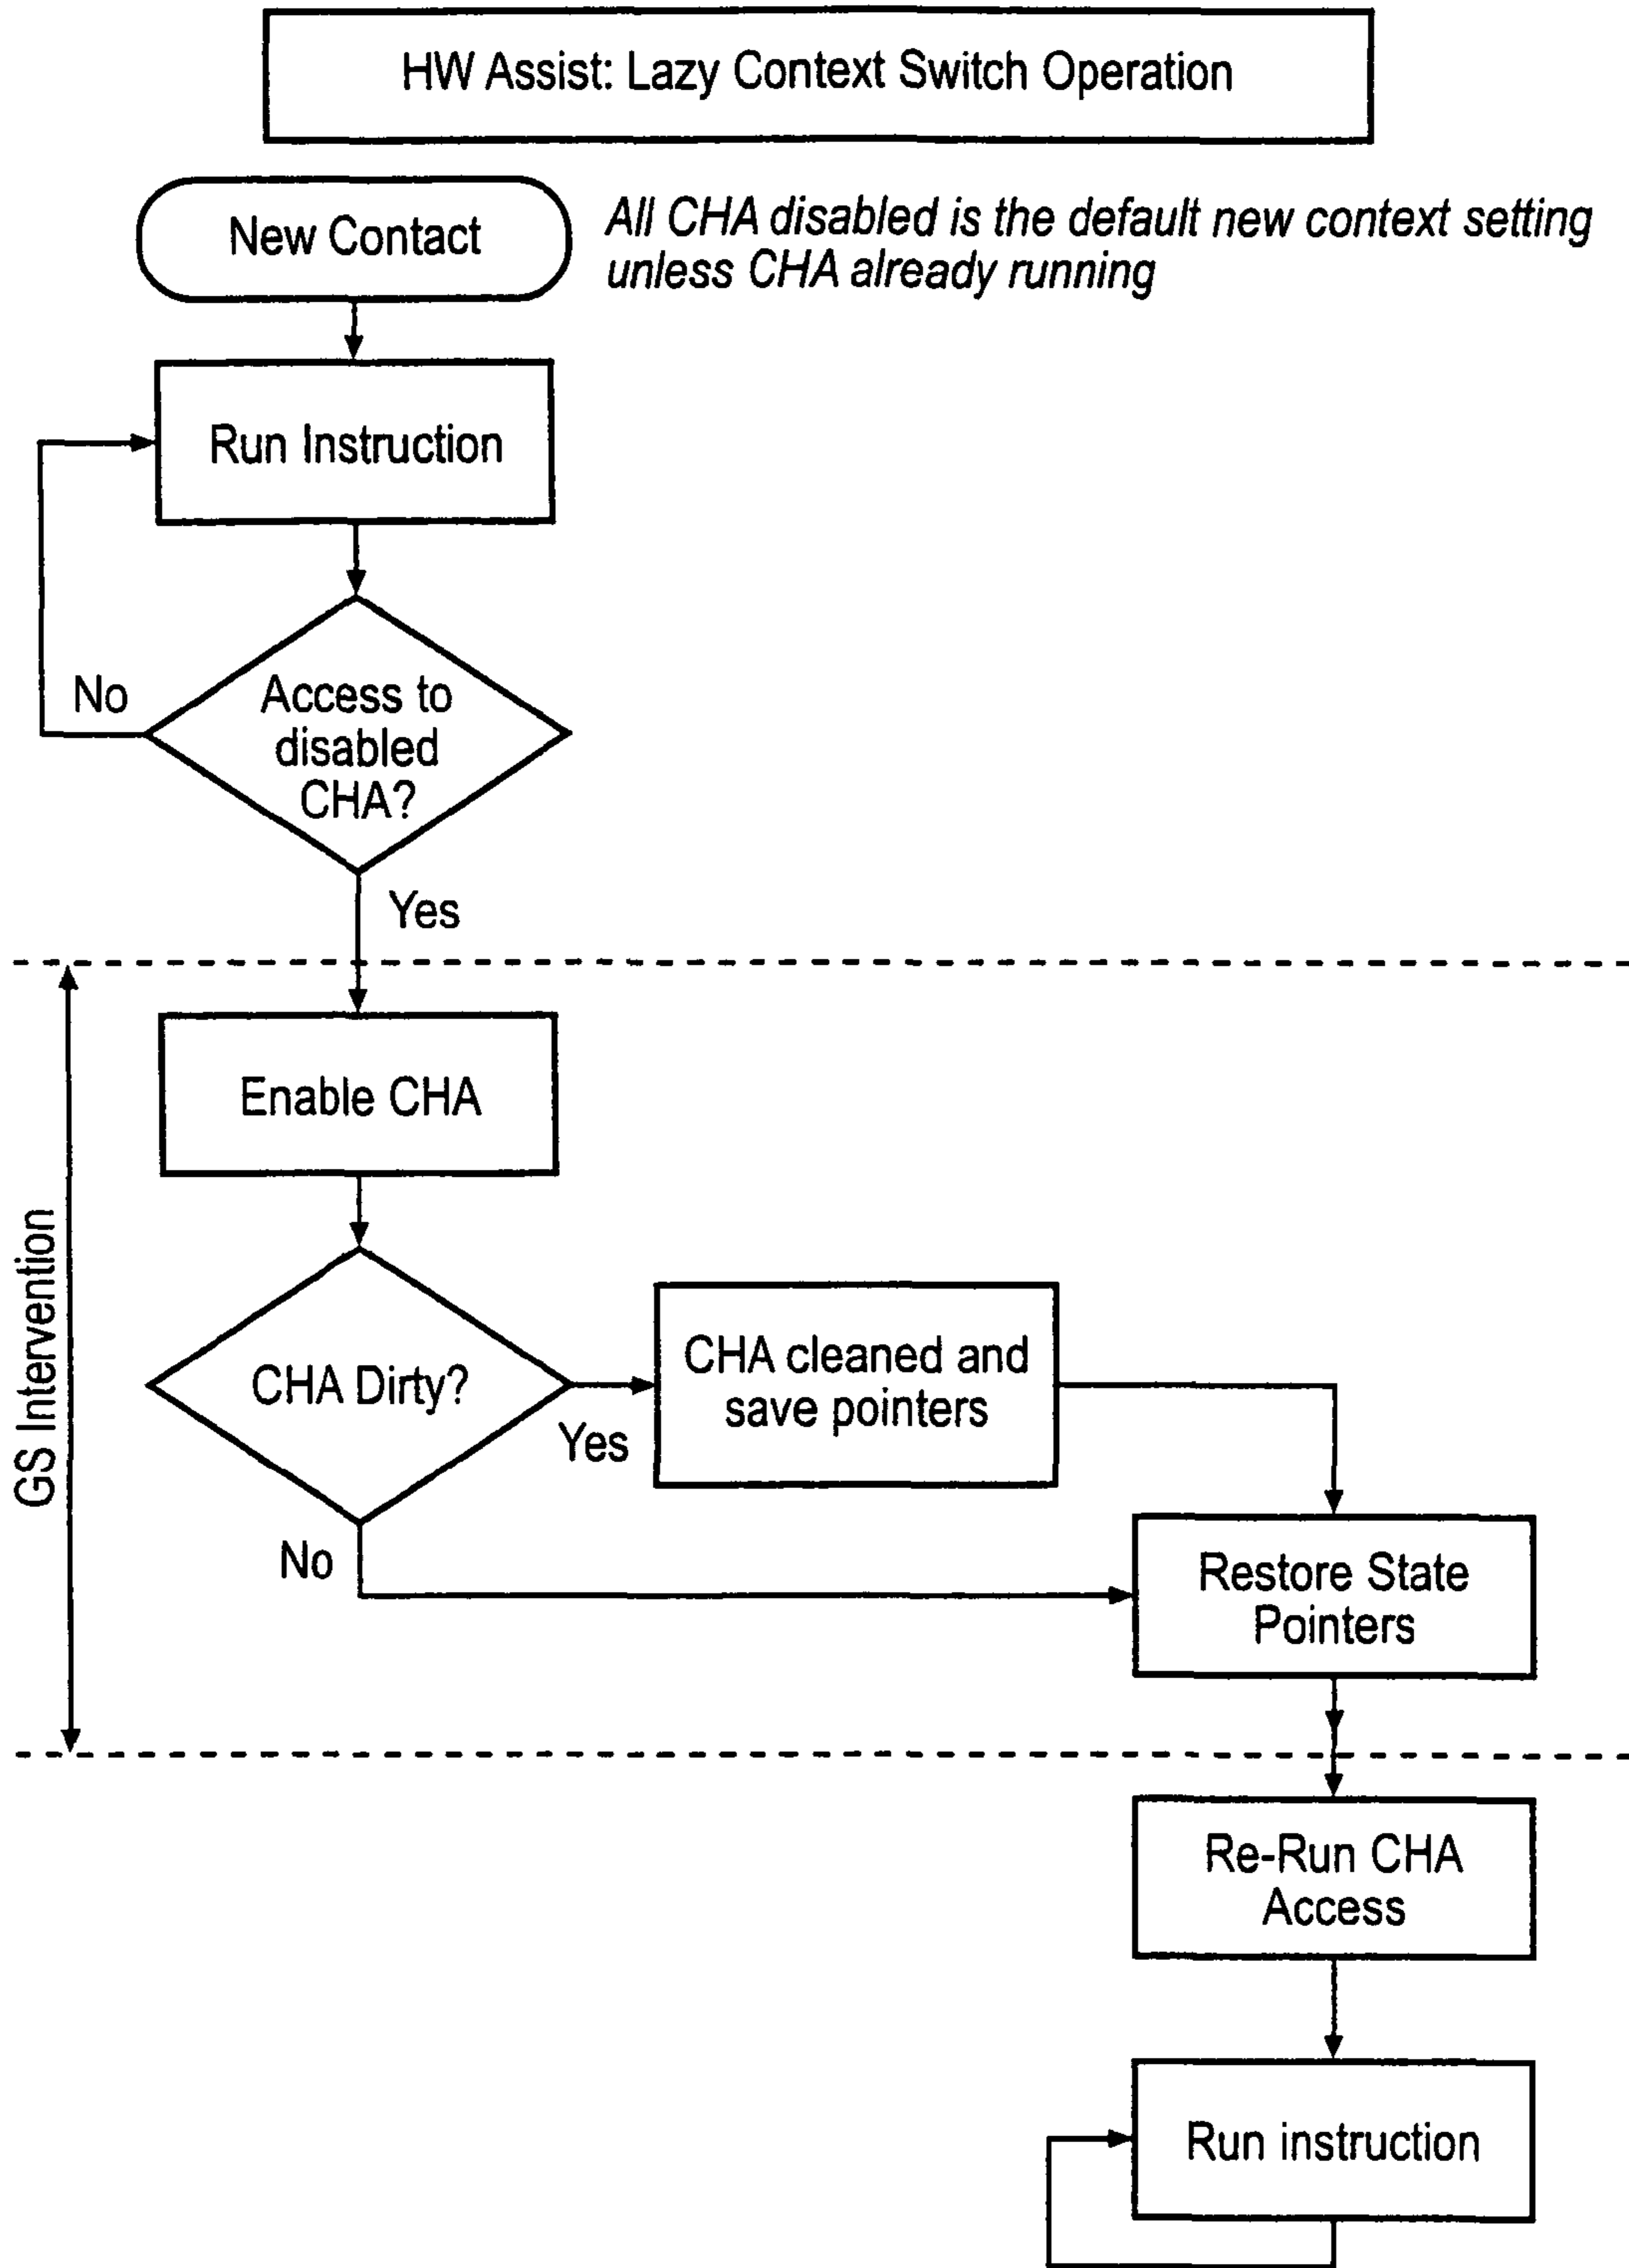 HW Assist: Lazy Context Switch Operation
New Contact
All CHA disabled is the default new context setting
unless CHA already running
Run Instruction
No
Access to
disabled
CHA?
Yes
GS Intervention
Enable CHA
CHA Dirty?
Yes
CHA cleaned and
save pointers
No
Restore State
Pointers
Re-Run CHA
Access
Run instruction